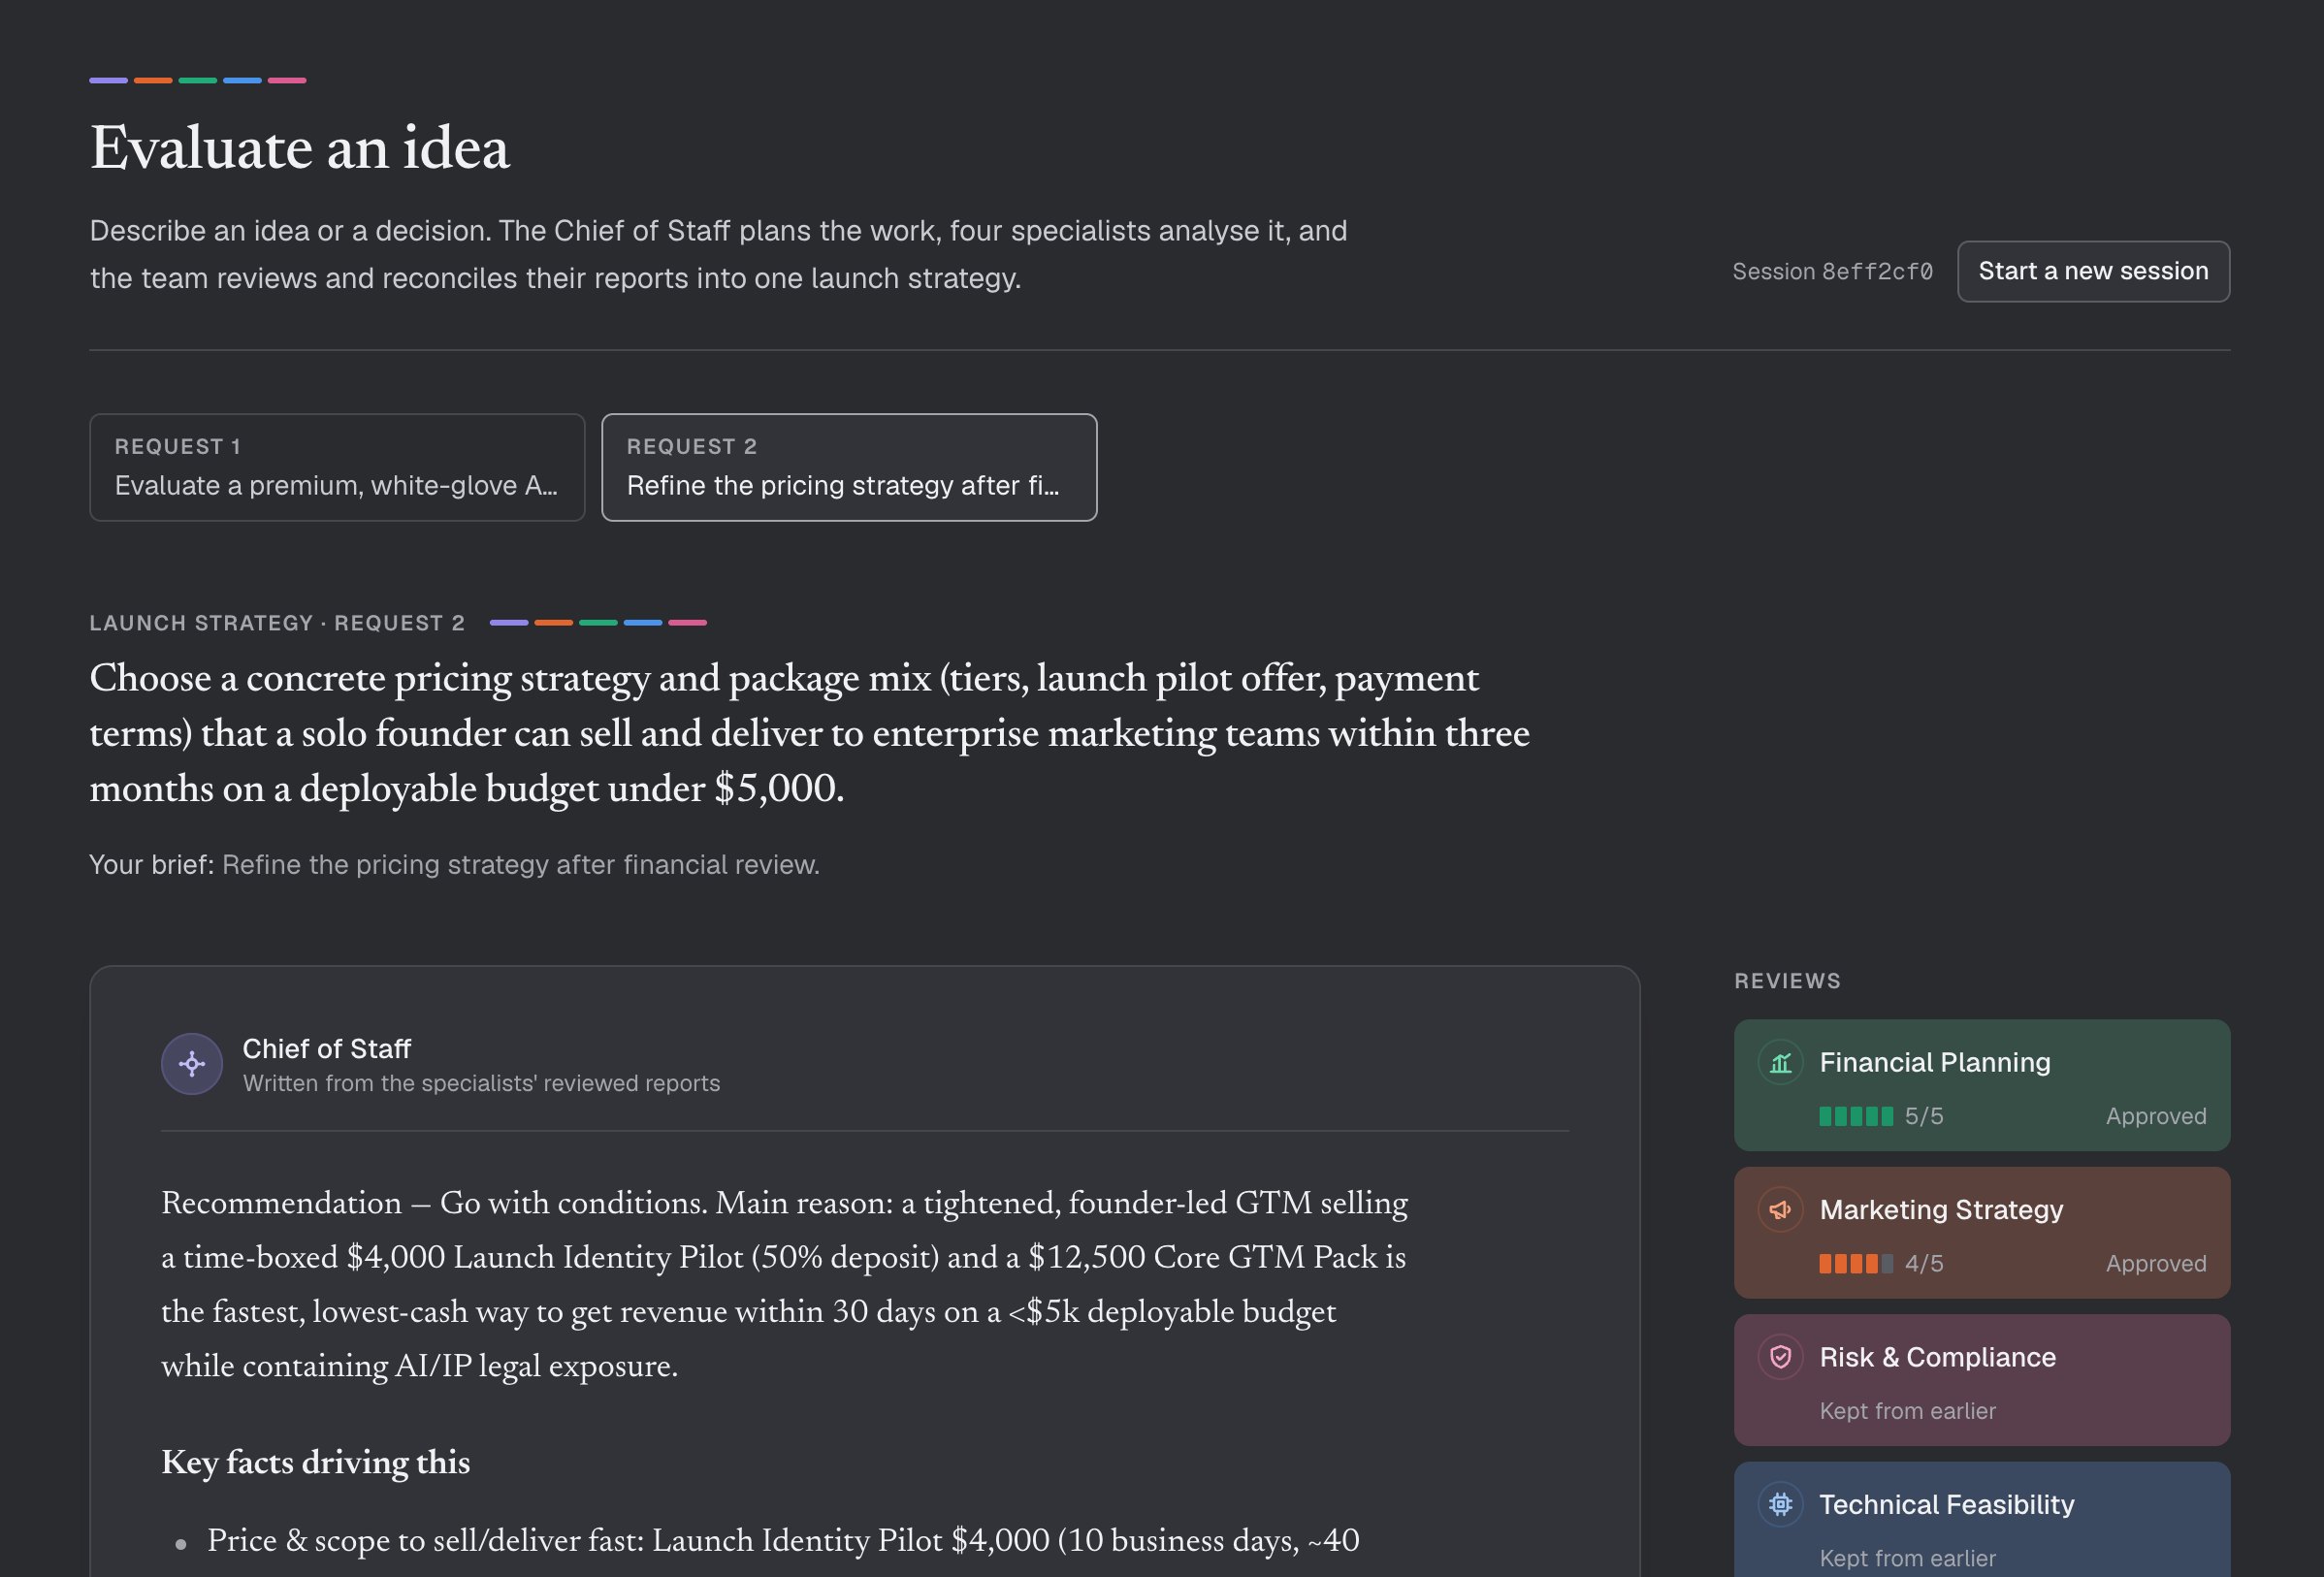 Evaluate an idea
Describe an idea or a decision. The Chief of Staff plans the work, four specialists analyse it, and
the team reviews and reconciles their reports into one launch strategy.
Session 8eff2cf0
Start a new session
REQUEST 1
Evaluate a premium, white-glove A...
REQUEST 2
Refine the pricing strategy after fi...
LAUNCH STRATEGY · REQUEST 2
Choose a concrete pricing strategy and package mix (tiers, launch pilot offer, payment
terms) that a solo founder can sell and deliver to enterprise marketing teams within three
months on a deployable budget under $5,000.
Your brief: Refine the pricing strategy after financial review.
Chief of Staff
Written from the specialists' reviewed reports
Recommendation — Go with conditions. Main reason: a tightened, founder-led GTM selling
a time-boxed $4,000 Launch Identity Pilot (50% deposit) and a $12,500 Core GTM Pack is
the fastest, lowest-cash way to get revenue within 30 days on a <$5k deployable budget
while containing AI/IP legal exposure.
Key facts driving this
• Price & scope to sell/deliver fast: Launch Identity Pilot $4,000 (10 business days, ~40
REVIEWS
Financial Planning
5/5 Approved
Marketing Strategy
4/5 Approved
Risk & Compliance
Kept from earlier
Technical Feasibility
Kept from earlier